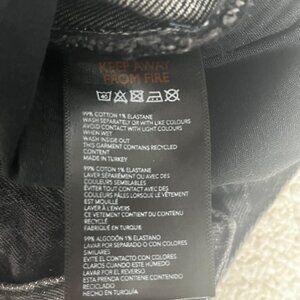 KEEP AWAY
FROM FIRE
40
99% COTTON 1% ELASTANE
WASH SEPARATELY OR WITH LIKE COLOURS
AVOID CONTACT WITH LIGHT COLOURS
WHEN WET
WASH INSIDE OUT
THIS GARMENT CONTAINS RECYCLED
CONTENT
MADE IN TURKEY
99% COTON 1% ELASTANE
LAVER SÉPARÉMENT OU AVEC DES
COULEURS SEMBLABLES
ÉVITER TOUT CONTACT AVEC DES
COULEURS PÂLES LORSQUE LE VÊTEMENT
EST MOUILLÉ
LAVER À L'ENVERS
CE VÊTEMENT CONTIENT DU CONTENU
RECYCLÉ
FABRIQUÉ EN TURQUIE
99% ALGODÓN 1% ELASTANO
LAVAR POR SEPARADO O CON COLORES
SIMILARES
EVITE EL CONTACTO CON COLORES
CLAROS CUANDO ESTÉ HÚMEDO
LAVAR POR EL REVERSO
ESTA PRENDA CONTIENE CONTENIDO
RECICLADO
HECHO EN TURQUÍA